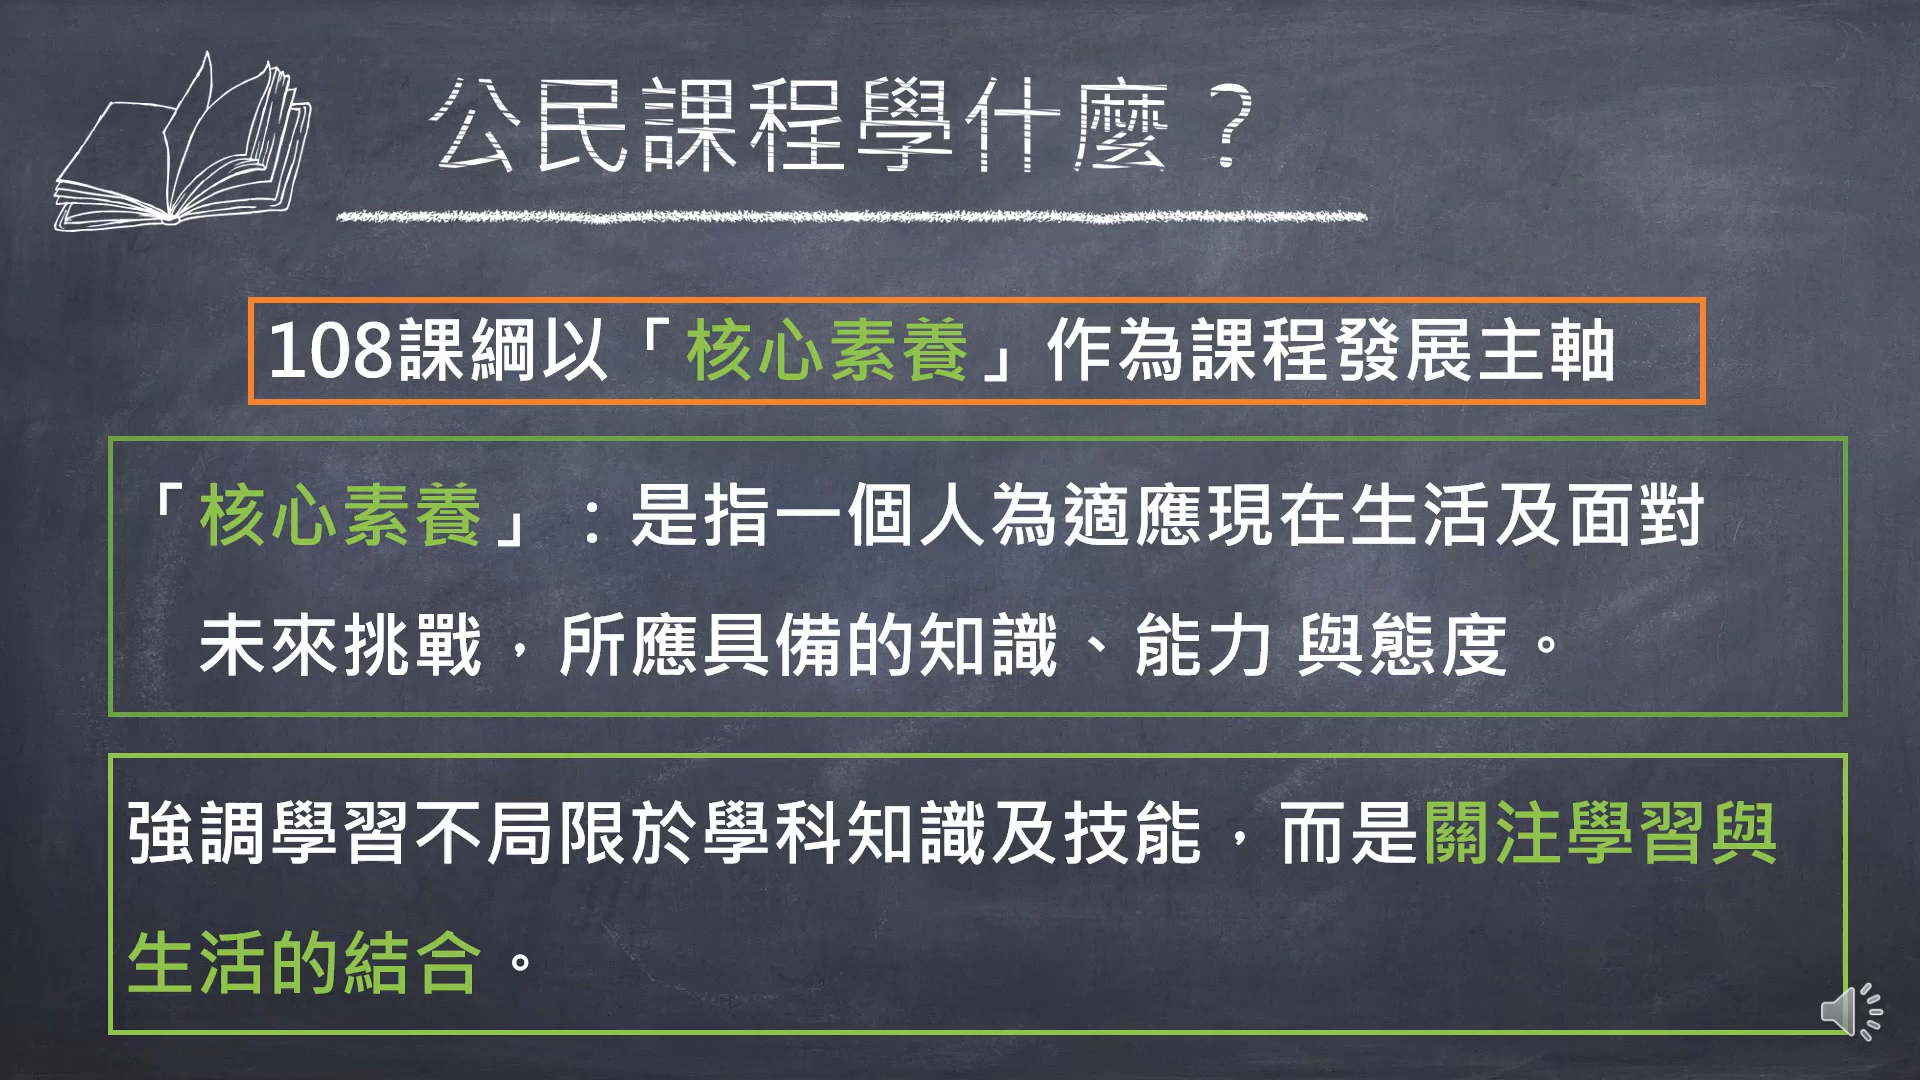 公民課程學什麼？
108課綱以「核心素養」作為課程發展主軸
「核心素養」：是指一個人為適應現在生活及面對
未來挑戰，所應具備的知識、能力 與態度。
強調學習不局限於學科知識及技能，而是關注學習與
生活的結合。